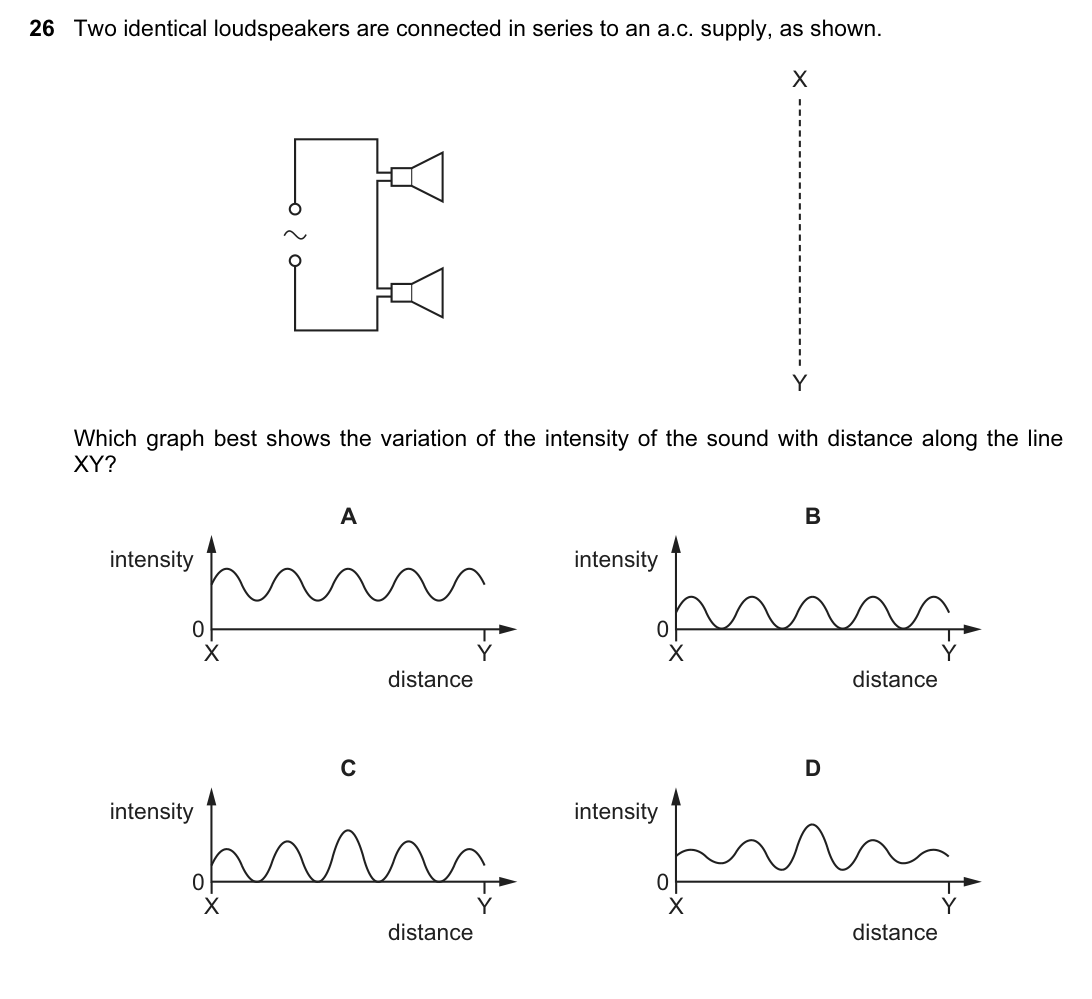 26 Two identical loudspeakers are connected in series to an a.c. supply, as shown.
X
~
Y
Which graph best shows the variation of the intensity of the sound with distance along the line
XY?
A
intensity
0
X
Y
distance
B
intensity
0
X
Y
distance
C
intensity
0
X
Y
distance
D
intensity
0
X
Y
distance